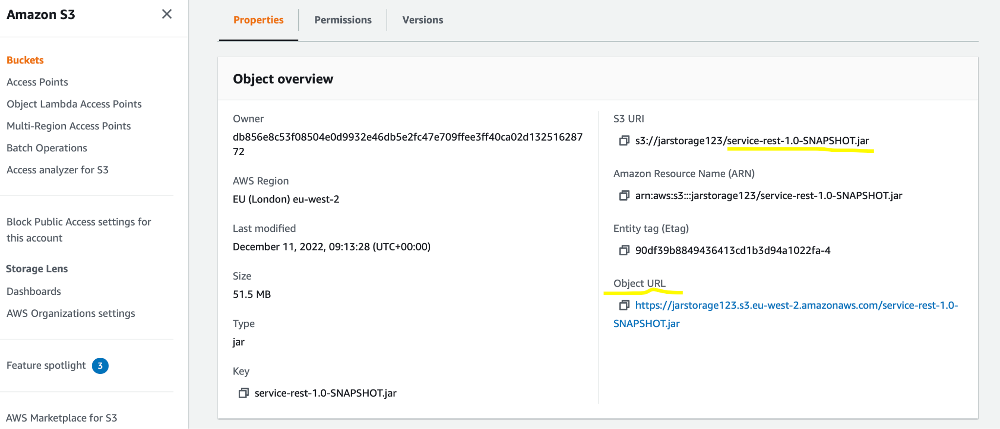 Amazon S3
Buckets
Access Points
Object Lambda Access Points
Multi-Region Access Points
Batch Operations
Access analyzer for S3
Block Public Access settings for
this account
Storage Lens
Dashboards
AWS Organizations settings
Feature spotlight 3
AWS Marketplace for S3
Properties
Permissions
Versions
Object overview
Owner
db856e8c53f08504e0d9932e46db5e2fc47e709ffee3ff40ca02d132516287
72
AWS Region
EU (London) eu-west-2
Last modified
December 11, 2022, 09:13:28 (UTC+00:00)
Size
51.5 MB
Type
jar
Key
service-rest-1.0-SNAPSHOT.jar
S3 URI
s3://jarstorage123/service-rest-1.0-SNAPSHOT.jar
Amazon Resource Name (ARN)
arn:aws:s3:::jarstorage123/service-rest-1.0-SNAPSHOT.jar
Entity tag (Etag)
90df39b8849436413cd1b3d94a1022fa-4
Object URL
https://jarstorage123.s3.eu-west-2.amazonaws.com/service-rest-1.0-
SNAPSHOT.jar